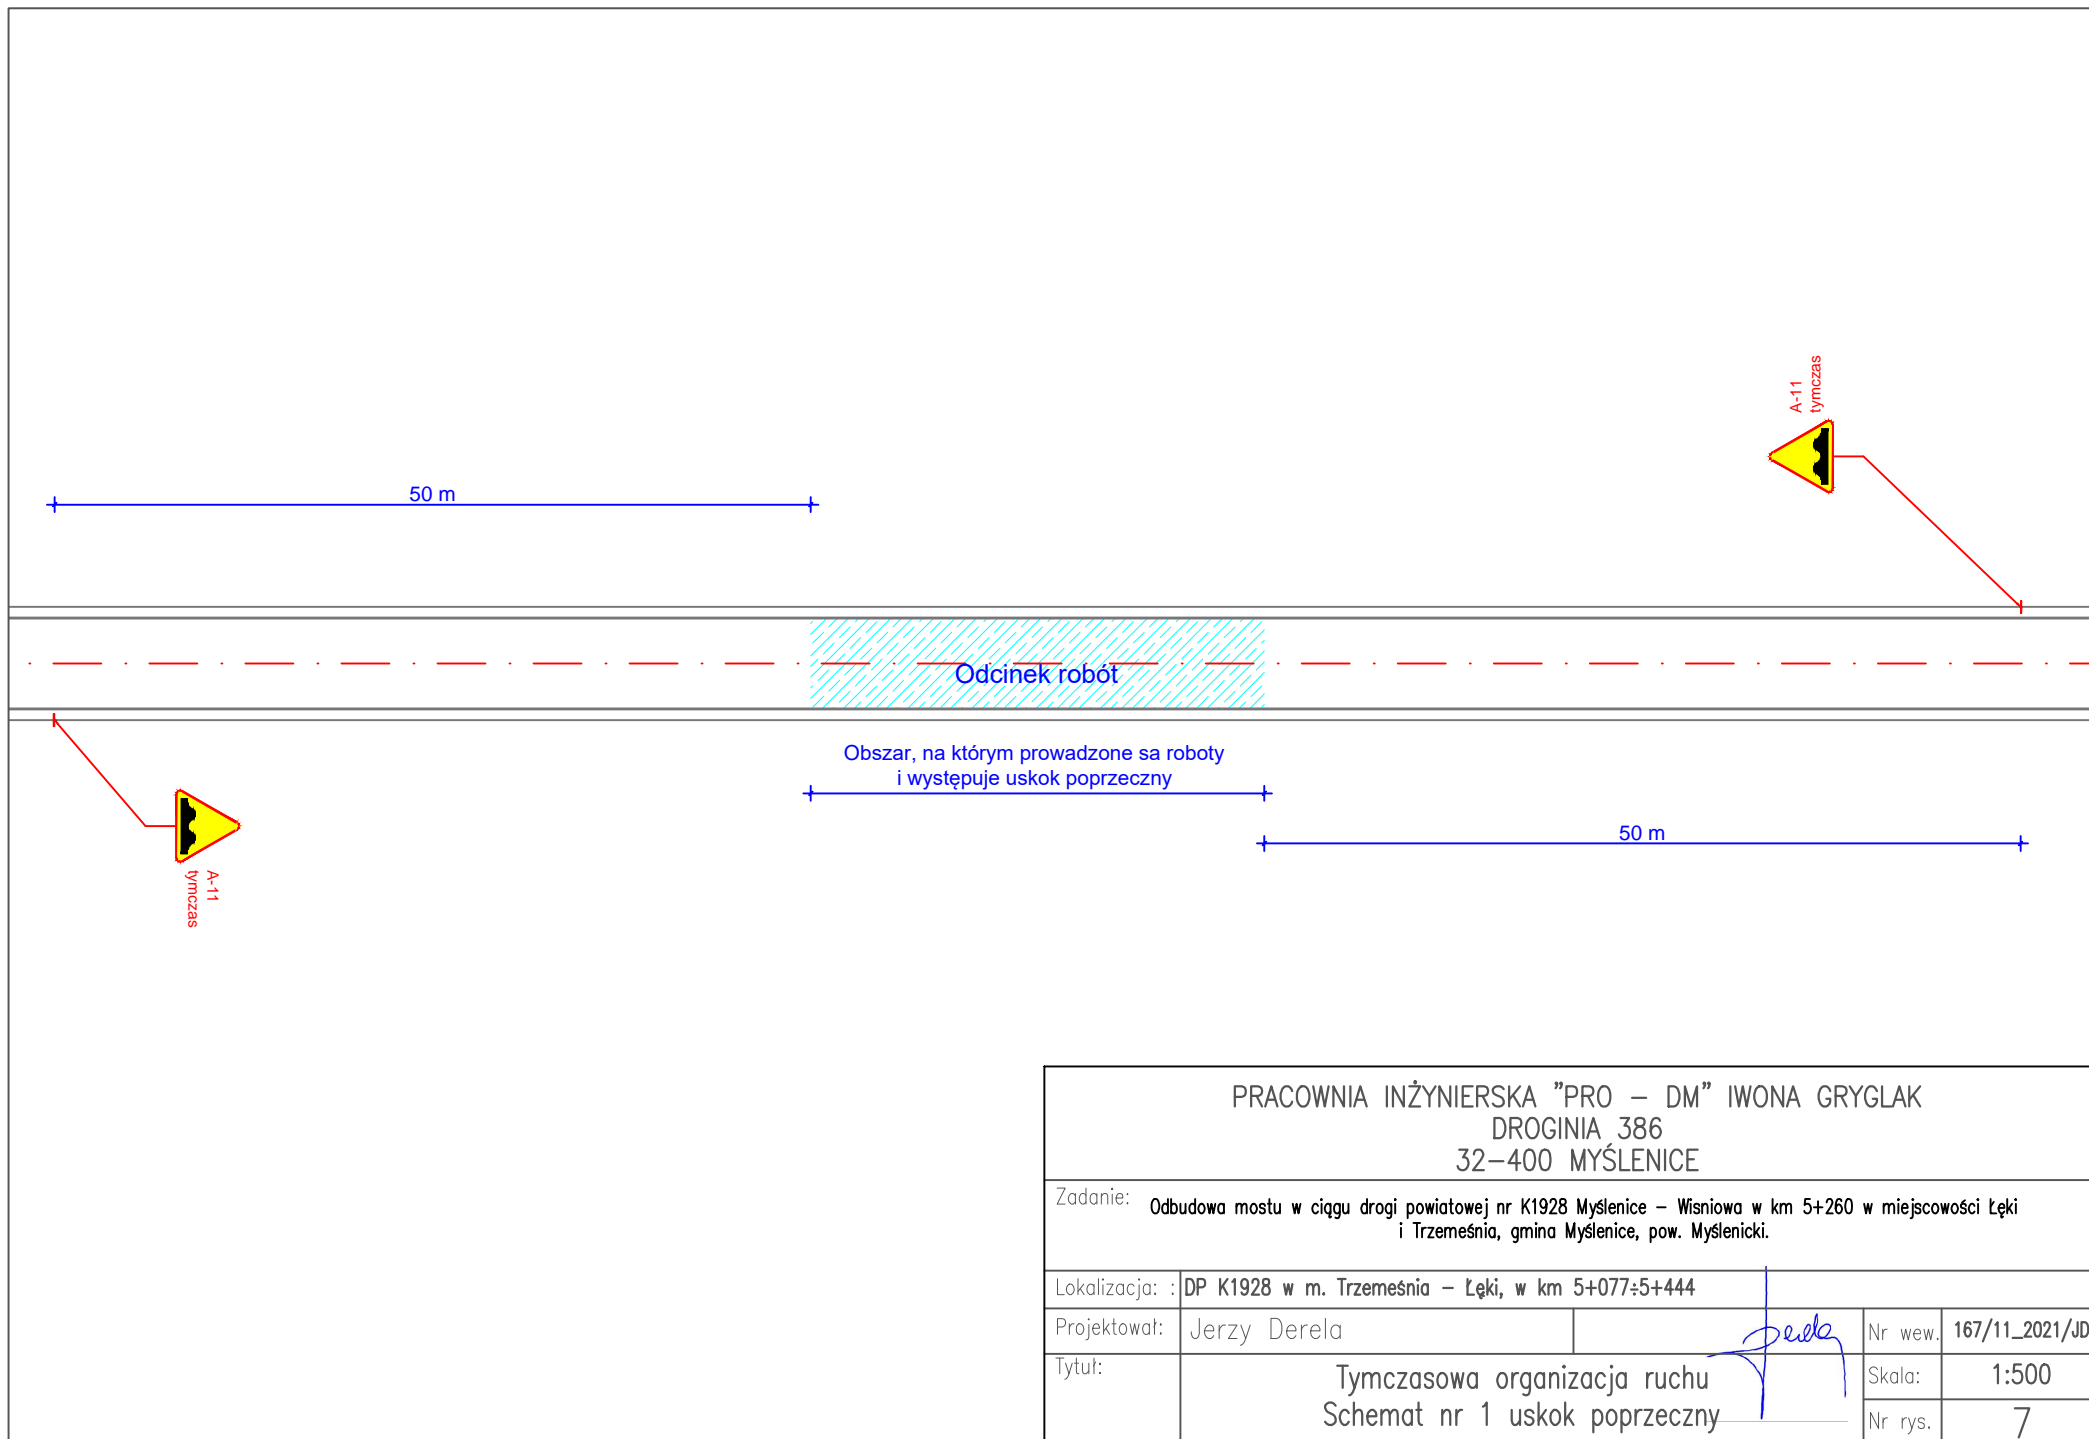 A-11
tymczas
50 m
Odcinek robót
Obszar, na którym prowadzone sa roboty
i występuje uskok poprzeczny
50 m
A-11
tymczas
PRACOWNIA INŻYNIERSKA "PRO – DM" IWONA GRYGLAK
DROGINIA 386
32–400 MYŚLENICE
Zadanie: Odbudowa mostu w ciągu drogi powiatowej nr K1928 Myślenice – Wisniowa w km 5+260 w miejscowości Łęki
i Trzemeśnia, gmina Myślenice, pow. Myślenicki.
Lokalizacja: : DP K1928 w m. Trzemeśnia – Łęki, w km 5+077÷5+444
Projektował: Jerzy Derela Nr wew. 167/11_2021/JD
Tytuł: Tymczasowa organizacja ruchu Skala: 1:500
Schemat nr 1 uskok poprzeczny Nr rys. 7